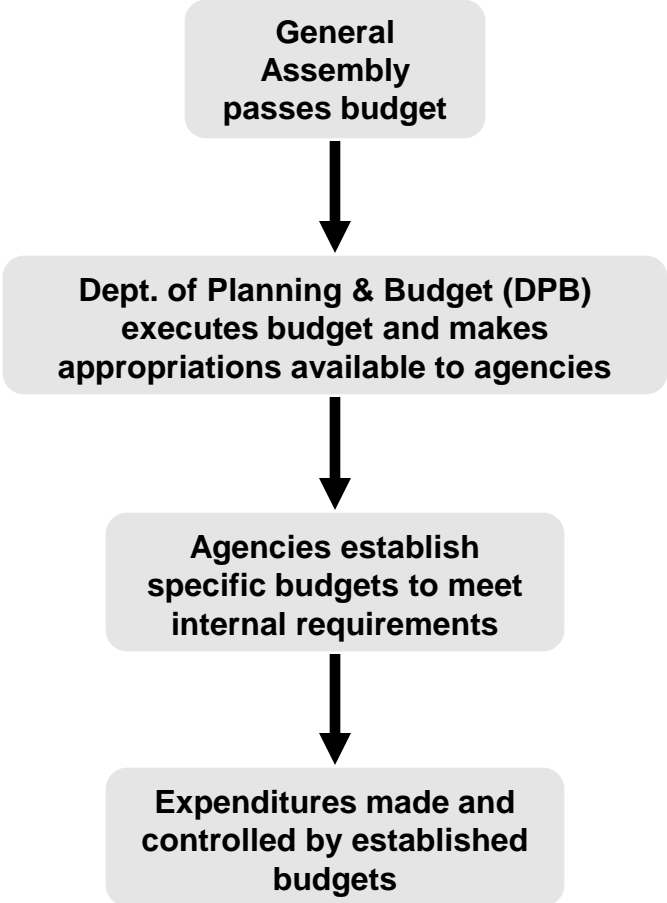 General
Assembly
passes budget
Dept. of Planning & Budget (DPB)
executes budget and makes
appropriations available to agencies
Agencies establish
specific budgets to meet
internal requirements
Expenditures made and
controlled by established
budgets